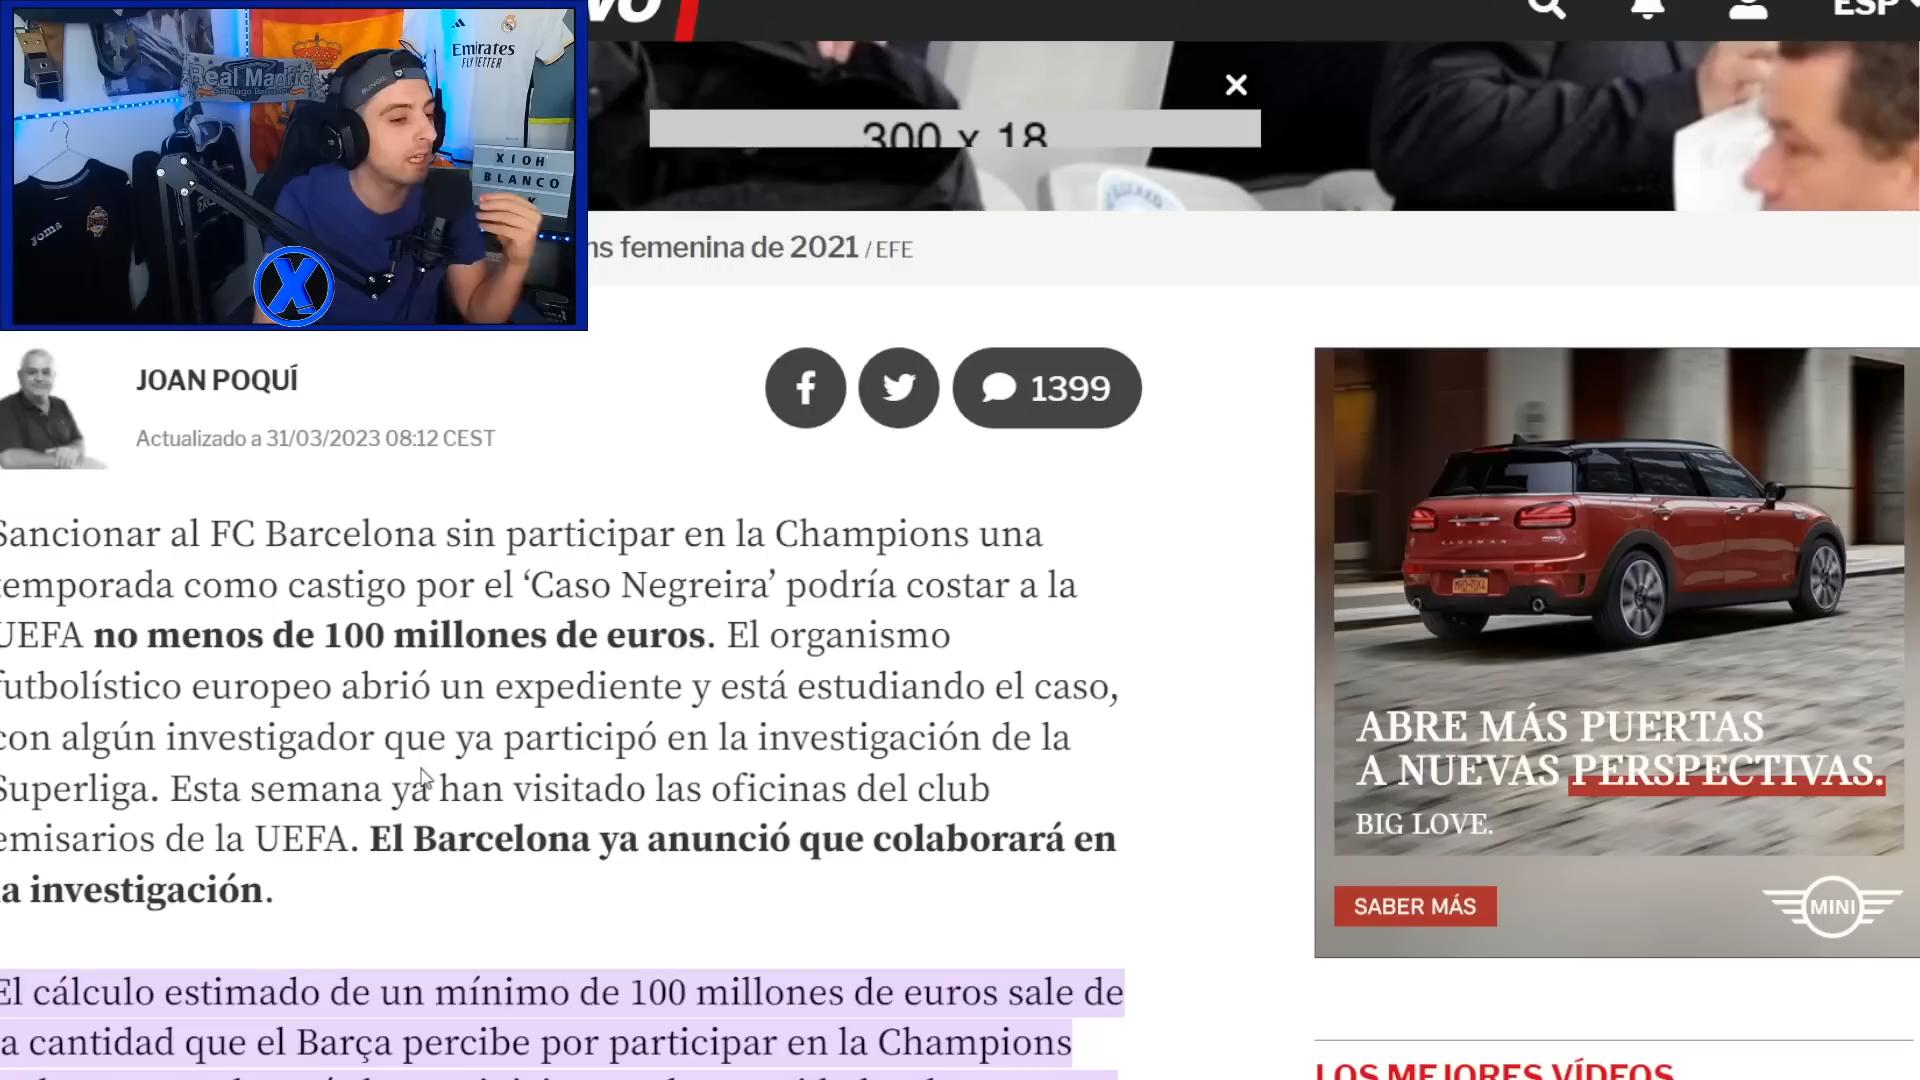 Real Madrid
Santiago Bernabéu
Emirates
FLY BETTER
XIOH
BLANCO
Joma
X
VO
ESP
300 x 18
ns femenina de 2021 / EFE
JOAN POQUÍ
Actualizado a 31/03/2023 08:12 CEST
1399
Sancionar al FC Barcelona sin participar en la Champions una
temporada como castigo por el ‘Caso Negreira’ podría costar a la
UEFA no menos de 100 millones de euros. El organismo
futbolístico europeo abrió un expediente y está estudiando el caso,
con algún investigador que ya participó en la investigación de la
Superliga. Esta semana ya han visitado las oficinas del club
emisarios de la UEFA. El Barcelona ya anunció que colaborará en
la investigación.
El cálculo estimado de un mínimo de 100 millones de euros sale de
la cantidad que el Barça percibe por participar en la Champions
CLUBMAN
ABRE MÁS PUERTAS
A NUEVAS PERSPECTIVAS.
BIG LOVE.
SABER MÁS
MINI
LOS MEJORES VÍDEOS